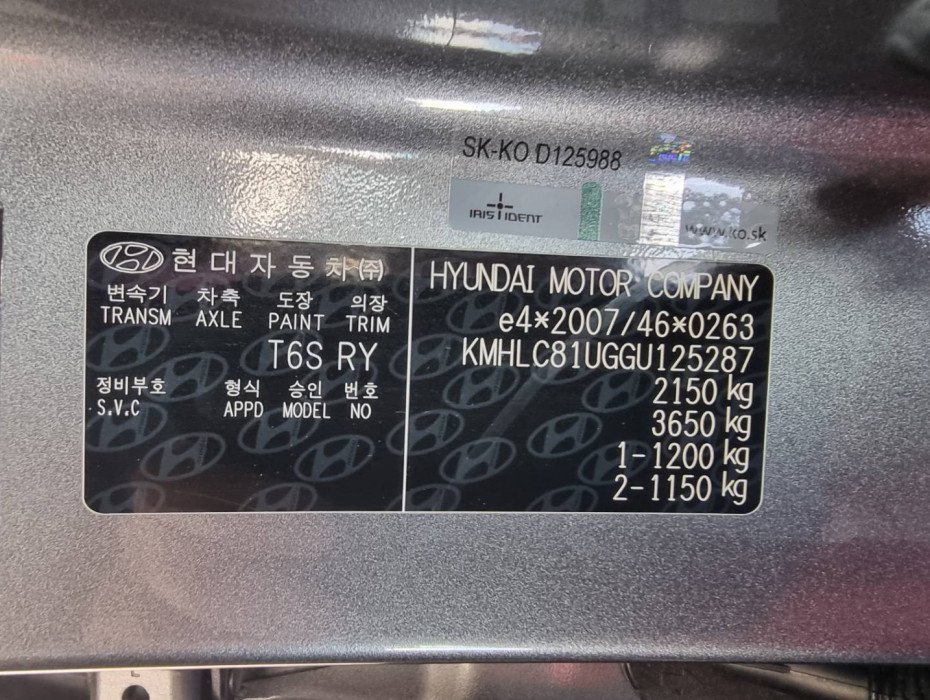 SK-KO D125988
IRIS IDENT
www.ko.sk
현대자동차(주)
변속기 차축 도장 의장
TRANSM AXLE PAINT TRIM
T6S RY
정비부호 형식 승인 번호
S.V.C APPD MODEL NO
HYUNDAI MOTOR COMPANY
e4*2007/46*0263
KMHLC81UGGU125287
2150 kg
3650 kg
1-1200 kg
2-1150 kg